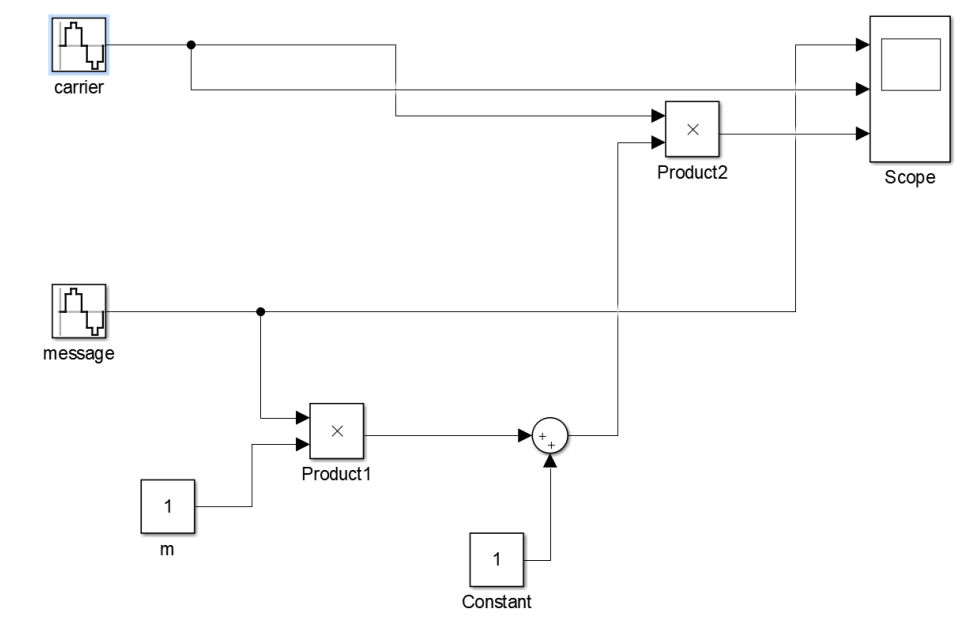 carrier
×
Product2
Scope
message
×
Product1
+
+
1
m
1
Constant